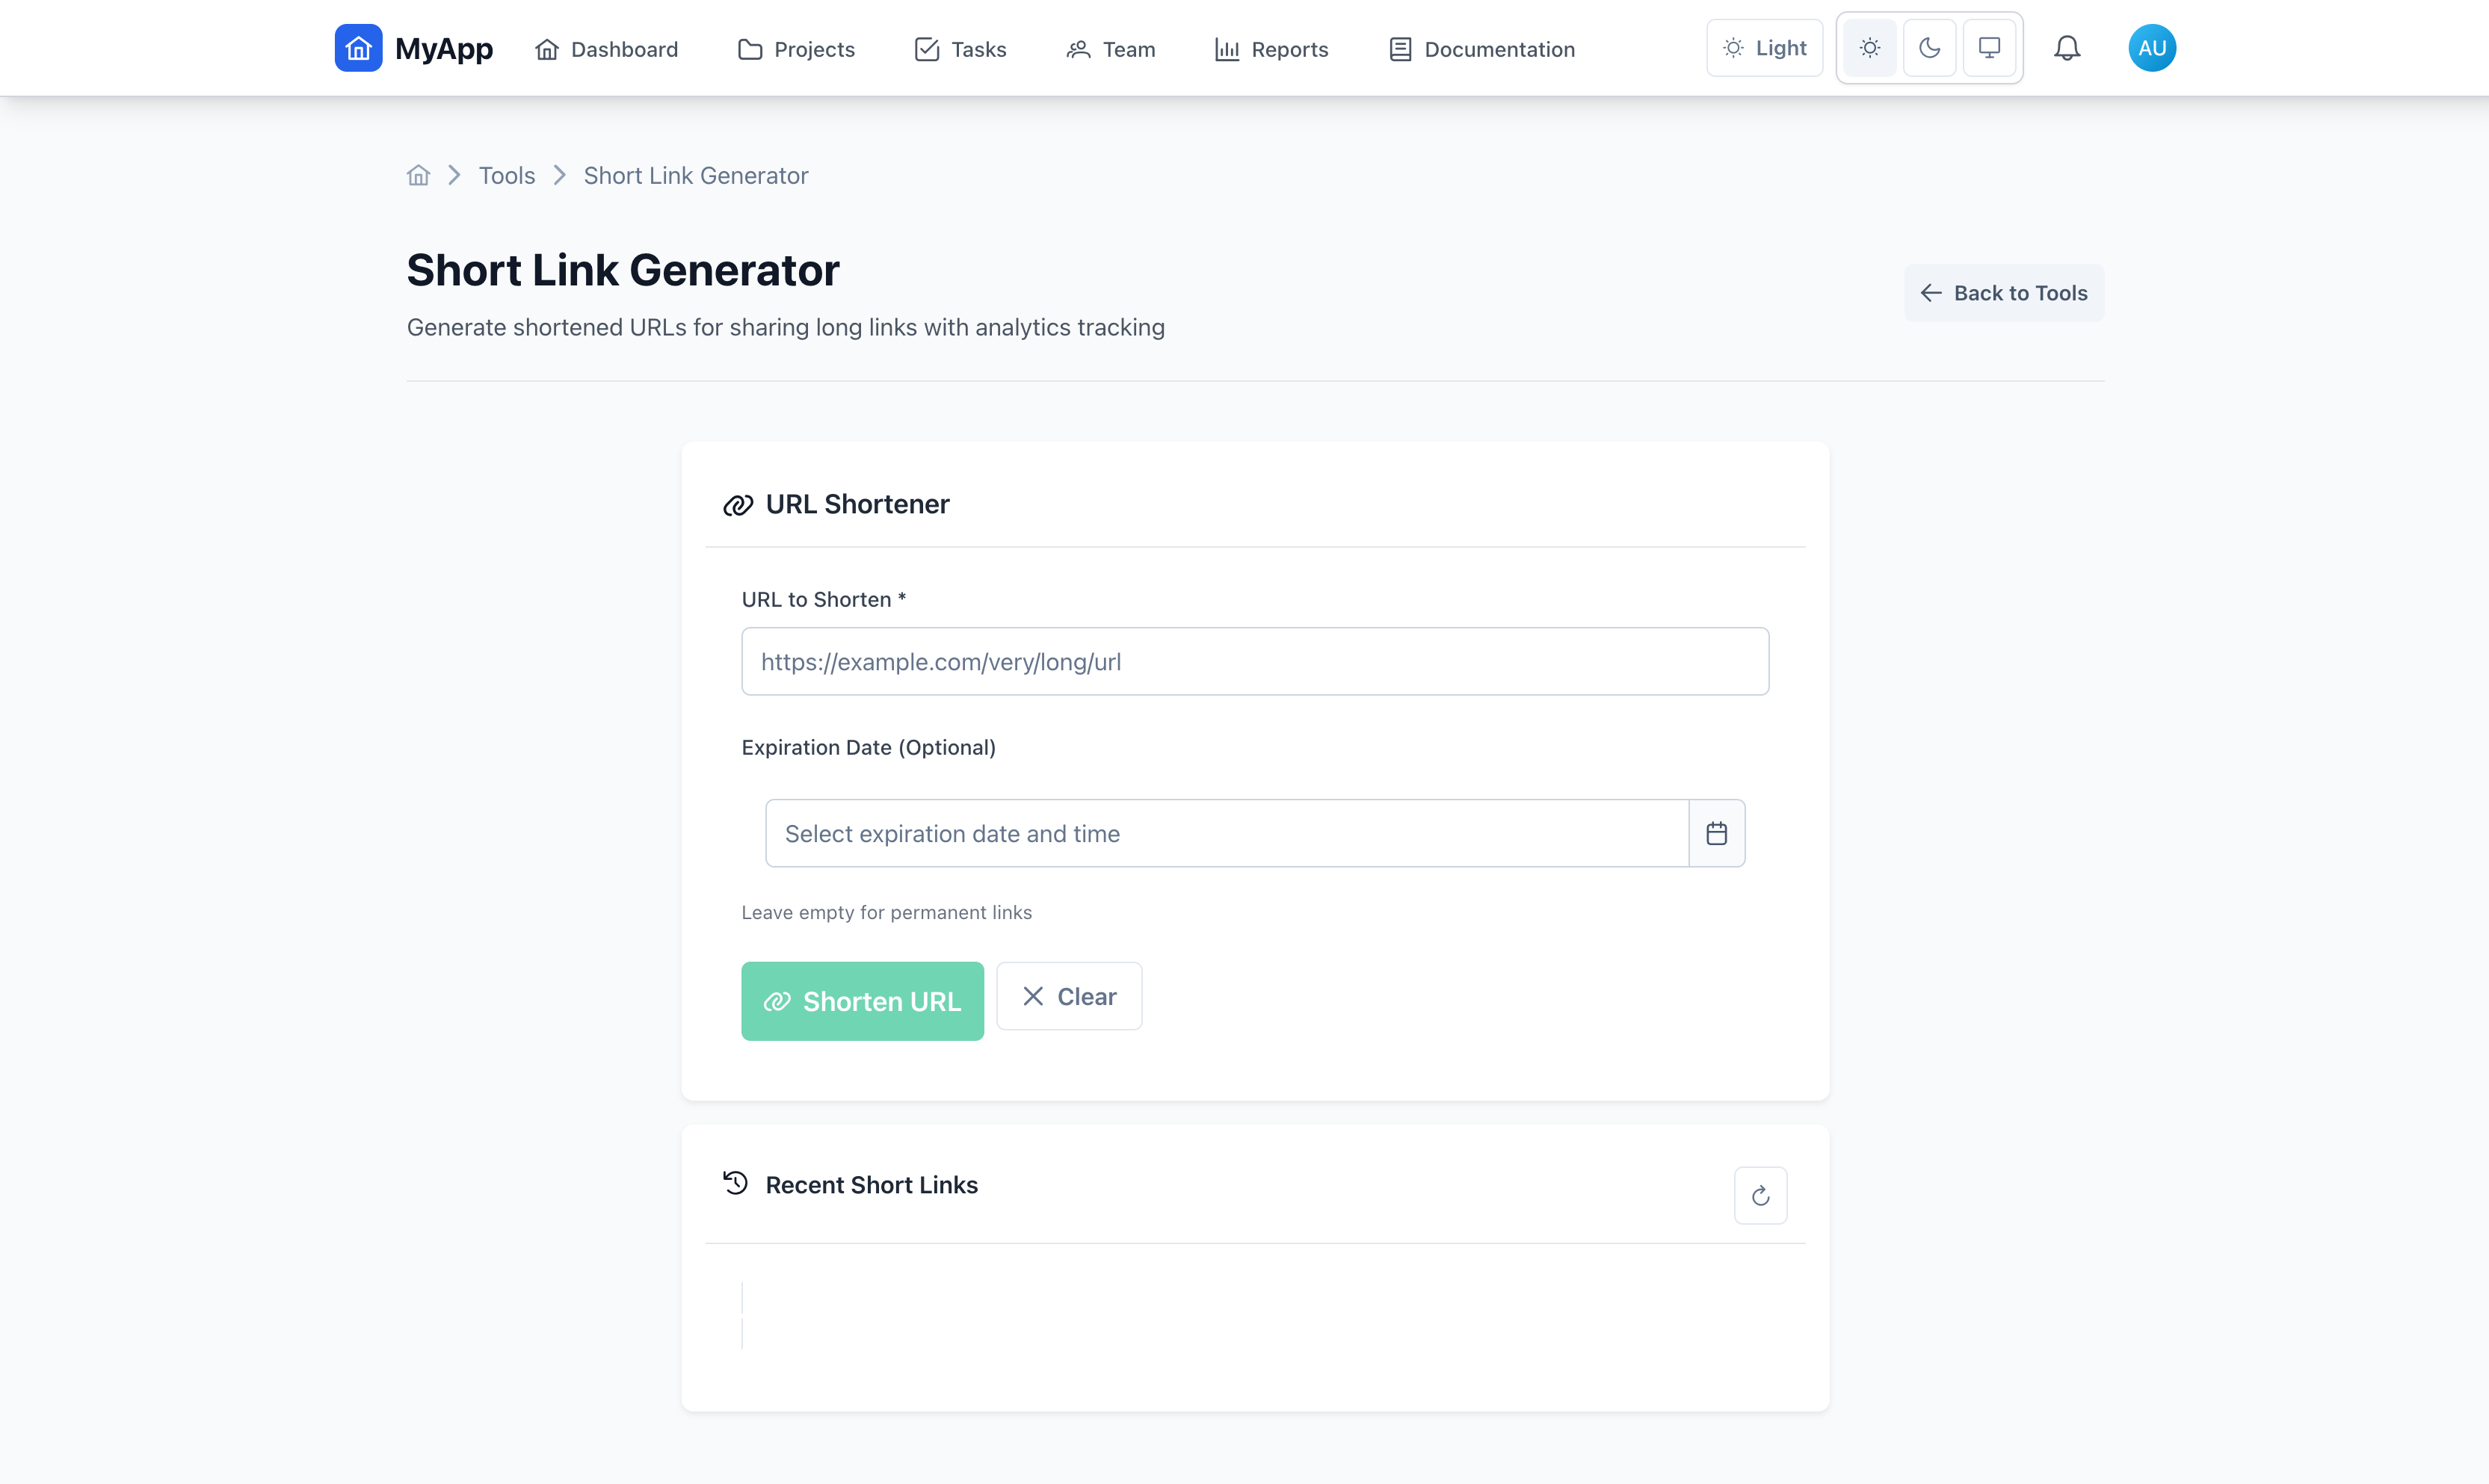 MyApp
Dashboard
Projects
Tasks
Team
Reports
Documentation
Light
AU
Tools
Short Link Generator
Short Link Generator
Back to Tools
Generate shortened URLs for sharing long links with analytics tracking
URL Shortener
URL to Shorten *
https://example.com/very/long/url
Expiration Date (Optional)
Select expiration date and time
Leave empty for permanent links
Shorten URL
Clear
Recent Short Links